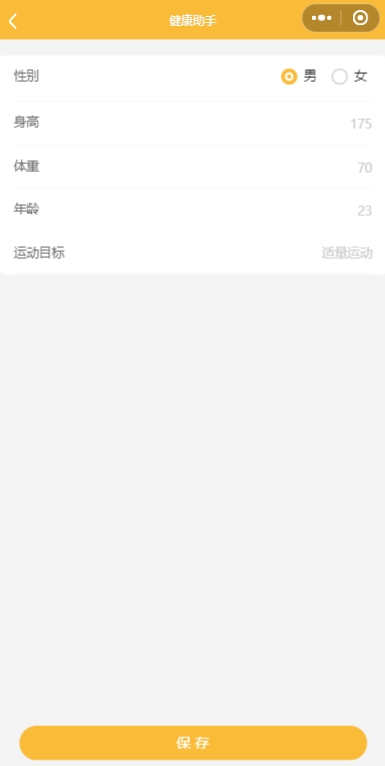 健康助手
性别 男 女
身高 175
体重 70
年龄 23
运动目标 适量运动
保存